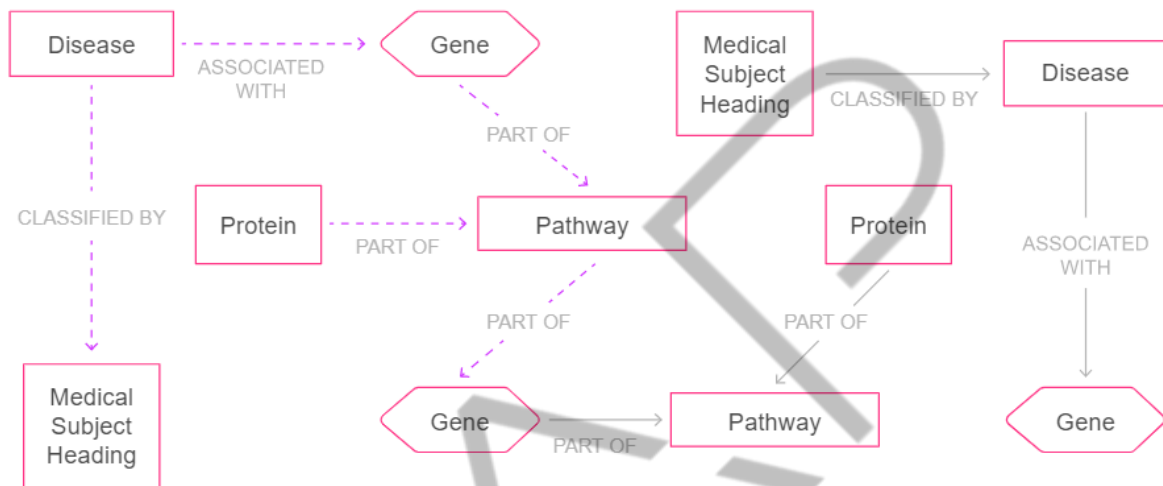 Disease
ASSOCIATED
WITH
Gene
Medical
Subject
Heading
CLASSIFIED BY
Disease
PART OF
CLASSIFIED BY
Protein
PART OF
Pathway
Protein
ASSOCIATED
WITH
PART OF
PART OF
Medical
Subject
Heading
Gene
PART OF
Pathway
Gene